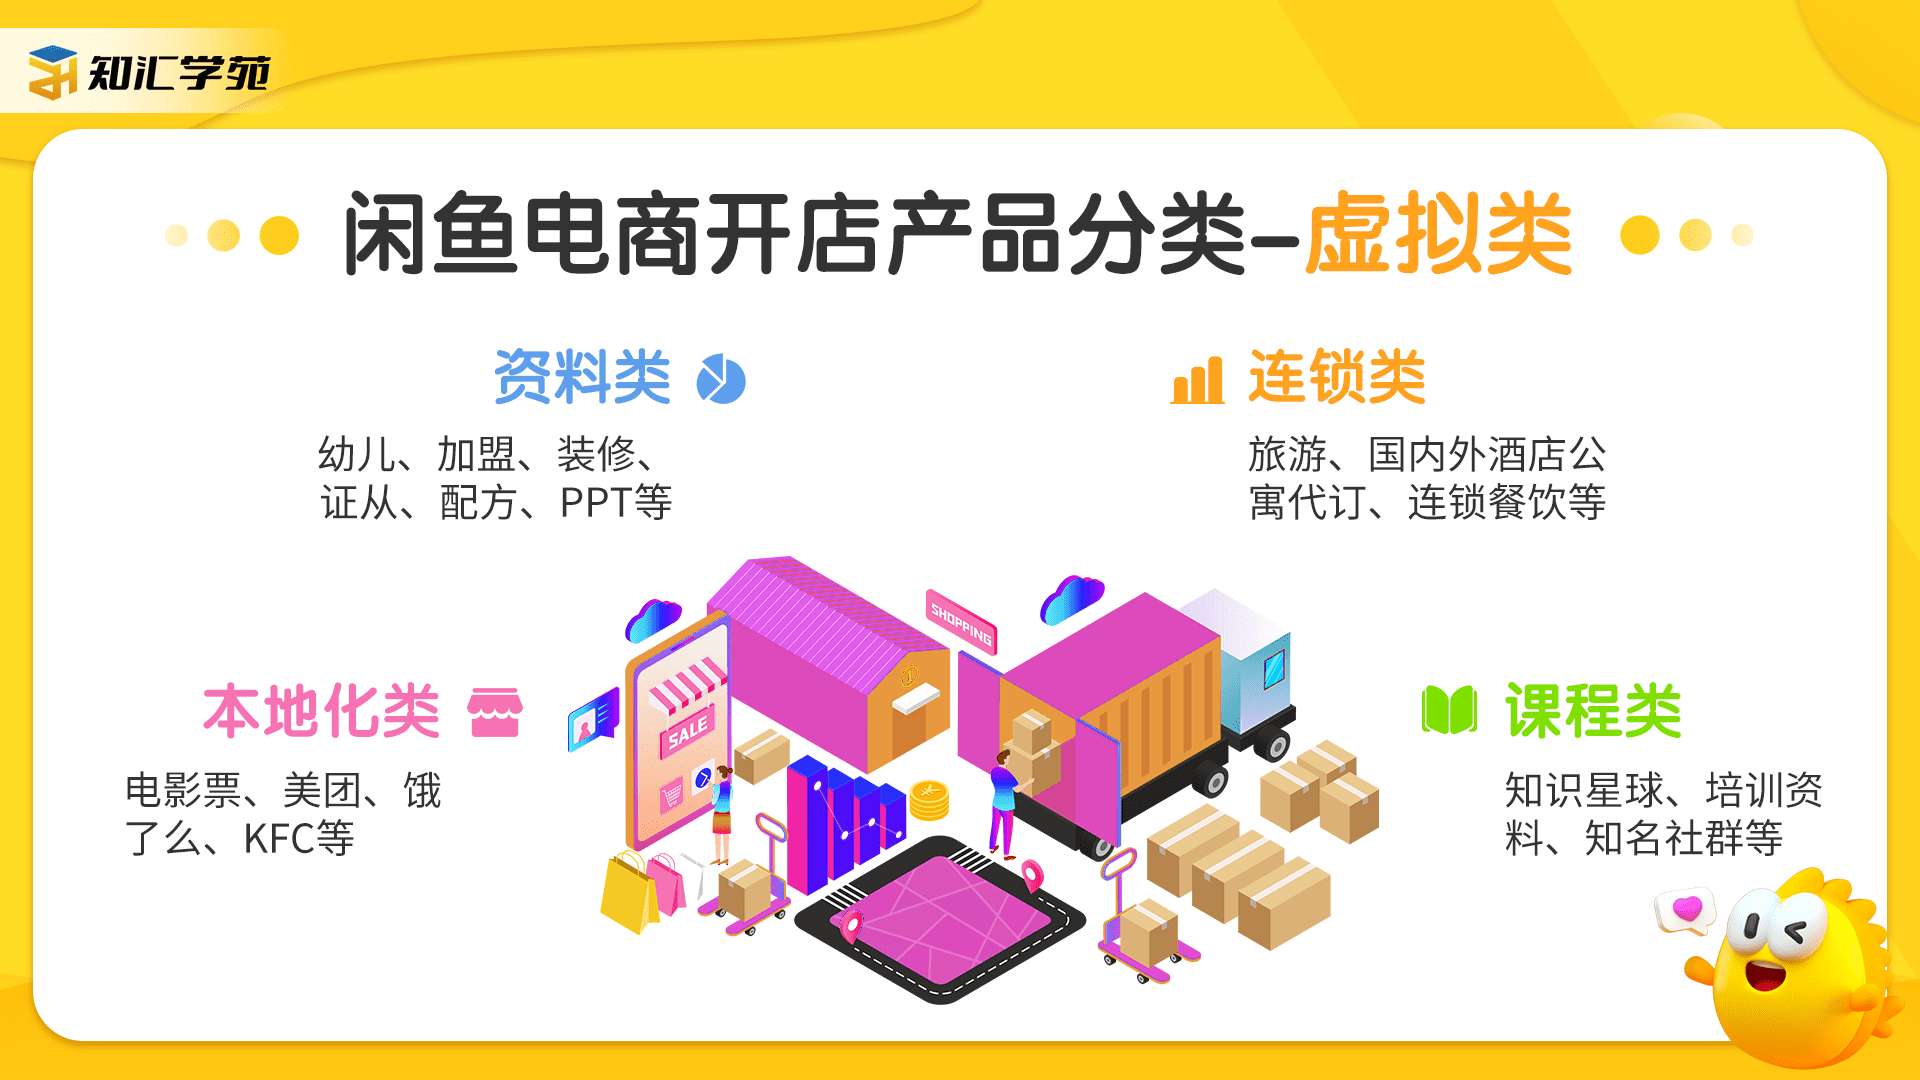 知汇学苑
闲鱼电商开店产品分类-虚拟类
资料类
幼儿、加盟、装修、
证从、配方、PPT等
连锁类
旅游、国内外酒店公
寓代订、连锁餐饮等
SHOPPING
SALE
本地化类
电影票、美团、饿
了么、KFC等
课程类
知识星球、培训资
料、知名社群等